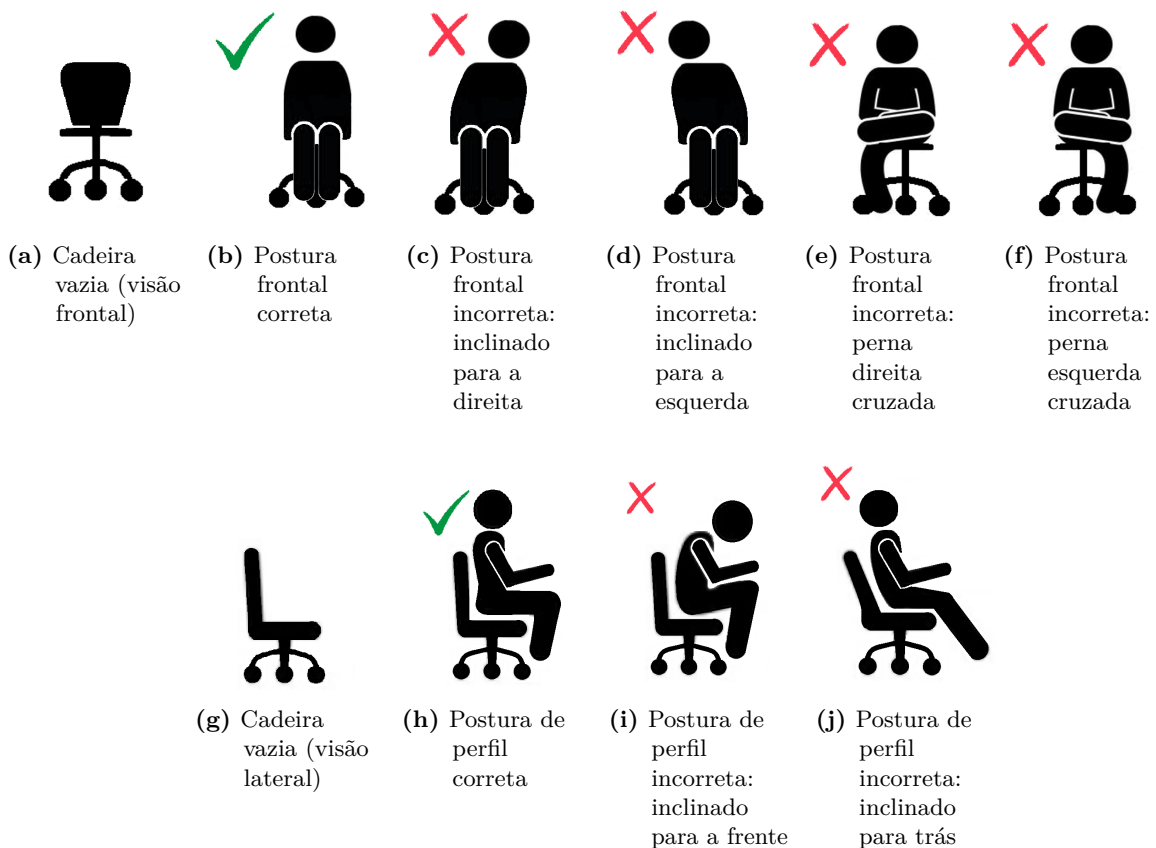 (a) Cadeira
vazia (visão
frontal)
(b) Postura
frontal
correta
(c) Postura
frontal
incorreta:
inclinado
para a
direita
(d) Postura
frontal
incorreta:
inclinado
para a
esquerda
(e) Postura
frontal
incorreta:
perna
direita
cruzada
(f) Postura
frontal
incorreta:
perna
esquerda
cruzada
(g) Cadeira
vazia (visão
lateral)
(h) Postura de
perfil
correta
(i) Postura de
perfil
incorreta:
inclinado
para a frente
(j) Postura de
perfil
incorreta:
inclinado
para trás